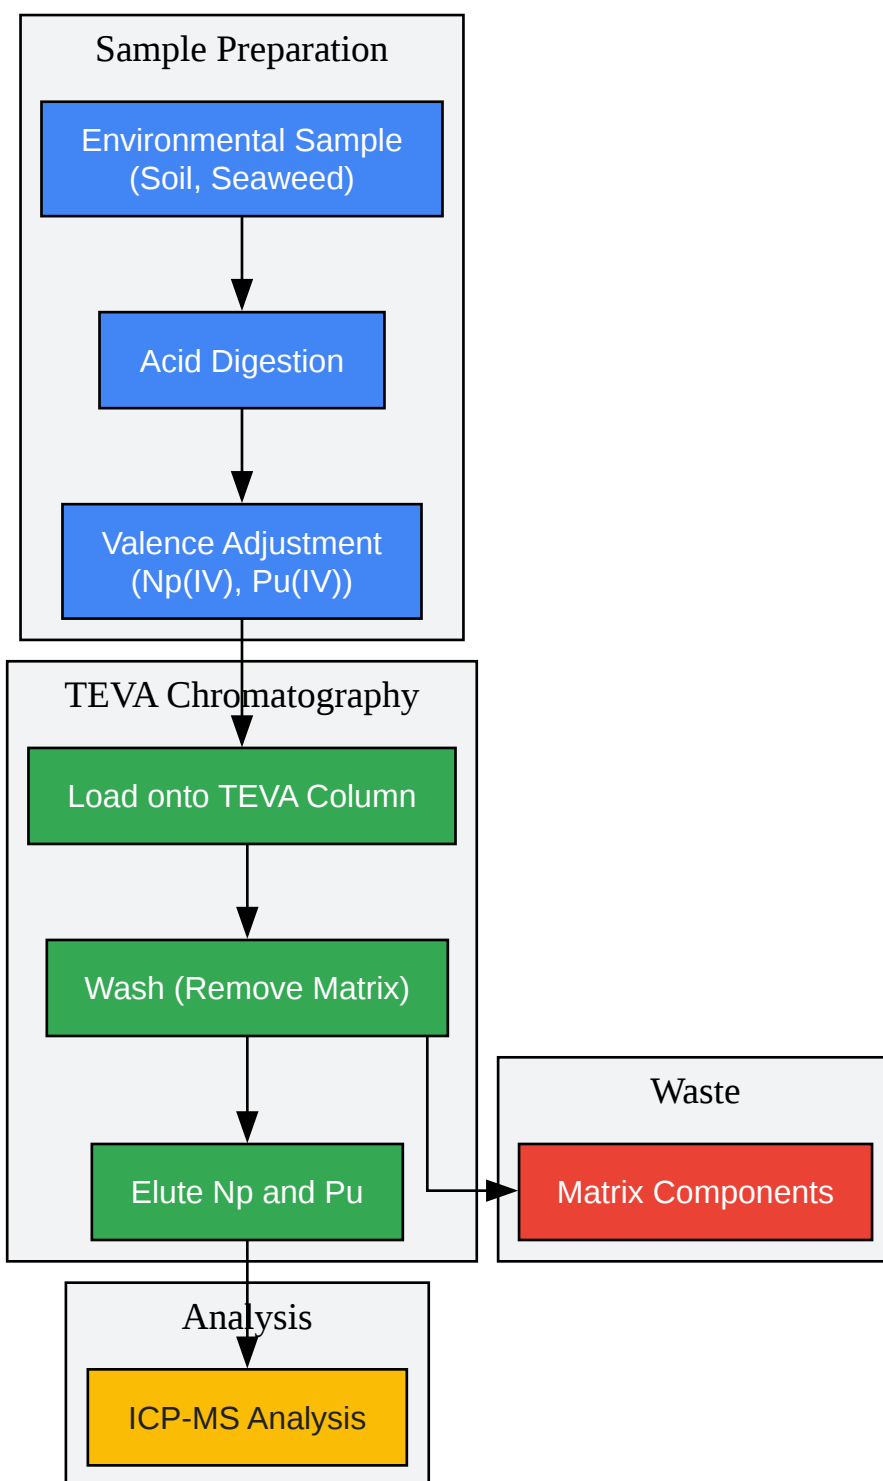 Sample Preparation
Environmental Sample
(Soil, Seaweed)
Acid Digestion
Valence Adjustment
(Np(IV), Pu(IV))
TEVA Chromatography
Load onto TEVA Column
Wash (Remove Matrix)
Elute Np and Pu
Waste
Matrix Components
Analysis
ICP-MS Analysis